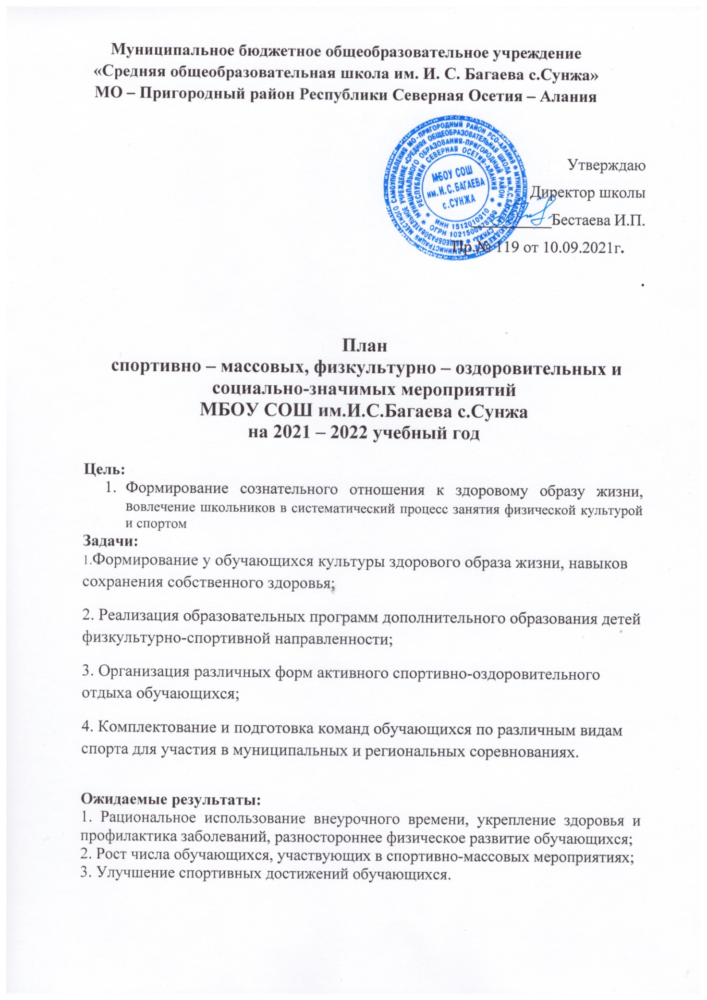 Муниципальное бюджетное общеобразовательное учреждение
«Средняя общеобразовательная школа им. И. С. Багаева с.Сунжа»
МО – Пригородный район Республики Северная Осетия – Алания
МБОУ СОШ
им. И.С. БАГАЕВА
с.СУНЖА
РЕСПУБЛИКИ СЕВЕРНАЯ ОСЕТИЯ-АЛАНИЯ
ИНН 1512010910
Утверждаю
Директор школы
Бестаева И.П.
Пр.№ 119 от 10.09.2021г.
.
План
спортивно – массовых, физкультурно – оздоровительных и
социально-значимых мероприятий
МБОУ СОШ им.И.С.Багаева с.Сунжа
на 2021 – 2022 учебный год
Цель:
1. Формирование сознательного отношения к здоровому образу жизни,
вовлечение школьников в систематический процесс занятия физической культурой
и спортом
Задачи:
1.Формирование у обучающихся культуры здорового образа жизни, навыков
сохранения собственного здоровья;
2. Реализация образовательных программ дополнительного образования детей
физкультурно-спортивной направленности;
3. Организация различных форм активного спортивно-оздоровительного
отдыха обучающихся;
4. Комплектование и подготовка команд обучающихся по различным видам
спорта для участия в муниципальных и региональных соревнованиях.
Ожидаемые результаты:
1. Рациональное использование внеурочного времени, укрепление здоровья и
профилактика заболеваний, разностороннее физическое развитие обучающихся;
2. Рост числа обучающихся, участвующих в спортивно-массовых мероприятиях;
3. Улучшение спортивных достижений обучающихся.